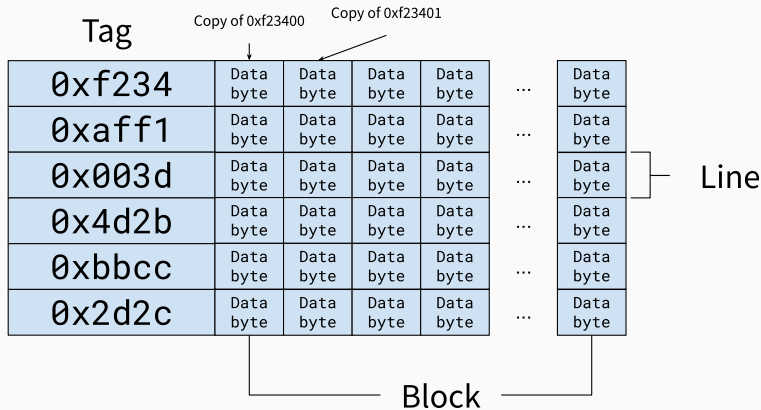 Tag
Copy of 0xf23400
Copy of 0xf23401
0xf234
Data byte
Data byte
Data byte
Data byte
...
Data byte
0xaff1
Data byte
Data byte
Data byte
Data byte
...
Data byte
0x003d
Data byte
Data byte
Data byte
Data byte
...
Data byte
Line
0x4d2b
Data byte
Data byte
Data byte
Data byte
...
Data byte
0xbbcc
Data byte
Data byte
Data byte
Data byte
...
Data byte
0x2d2c
Data byte
Data byte
Data byte
Data byte
...
Data byte
Block